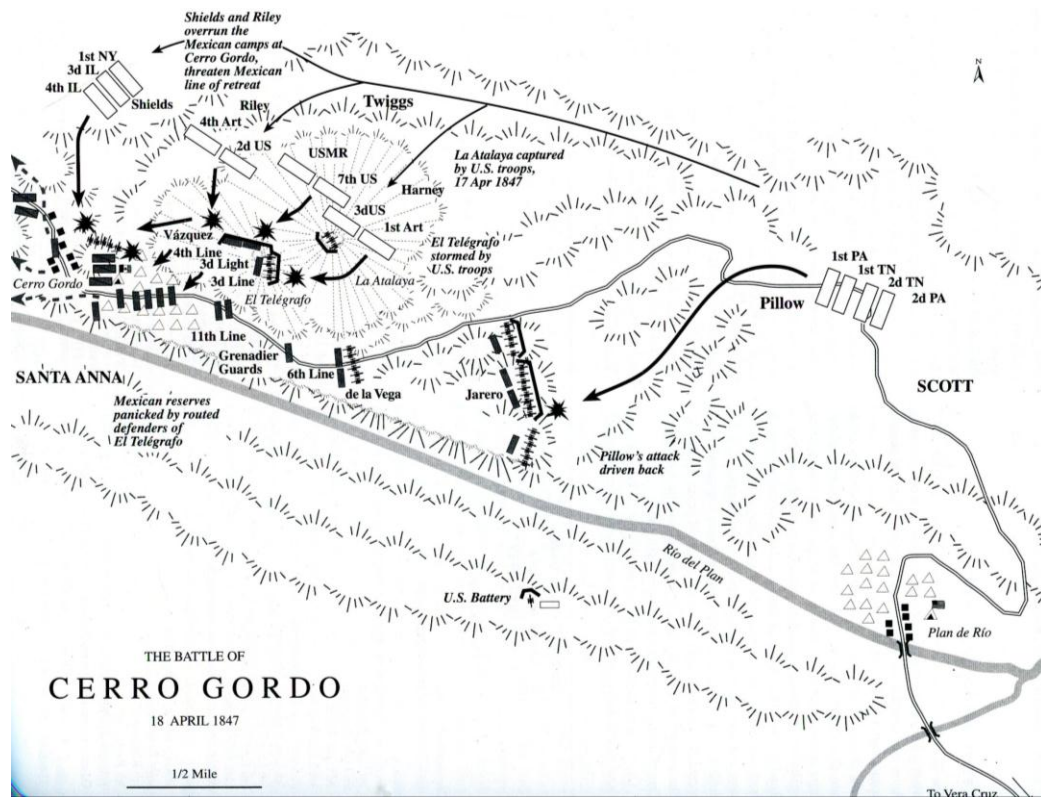 Shields and Riley
overrun the
Mexican camps at
Cerro Gordo,
threaten Mexican
line of retreat
N
1st NY
3d IL
4th IL
Shields
Riley
4th Art
2d US
Twiggs
USMR
7th US
Harney
3dUS
1st Art
La Atalaya captured
by U.S. troops,
17 Apr 1847
El Telégrafo
stormed by
U.S. troops
Vázquez
4th Line
3d Light
3d Line
Cerro Gordo
El Telégrafo
La Atalaya
1st PA
1st TN
2d TN
2d PA
Pillow
11th Line
Grenadier
Guards
6th Line
de la Vega
Jarero
SANTA ANNA
SCOTT
Mexican reserves
panicked by routed
defenders of
El Telégrafo
Pillow's attack
driven back
Río del Plan
U.S. Battery
Plan de Río
THE BATTLE OF
CERRO GORDO
18 APRIL 1847
1/2 Mile
To Vera Cruz